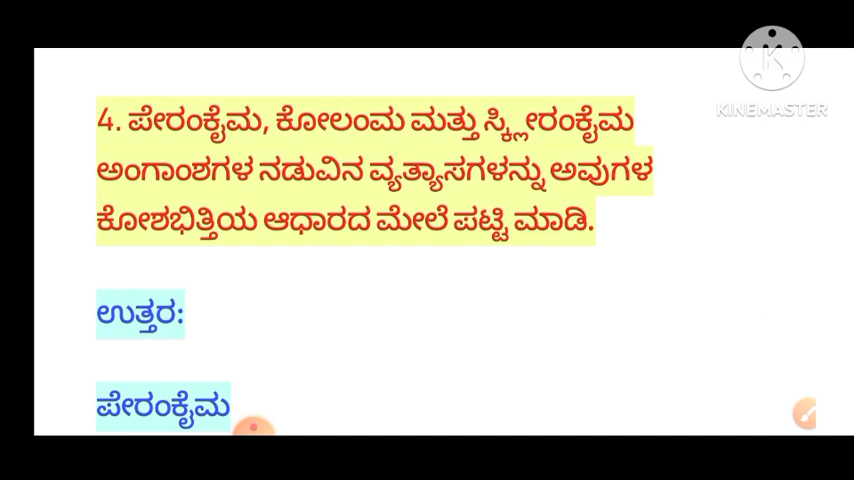 KINEMASTER
4. ಪೇರಂಕೈಮ, ಕೋಲಂಮ ಮತ್ತು ಸ್ಕ್ಲೀರಂಕೈಮ
ಅಂಗಾಂಶಗಳ ನಡುವಿನ ವ್ಯತ್ಯಾಸಗಳನ್ನು ಅವುಗಳ
ಕೋಶಭಿತ್ತಿಯ ಆಧಾರದ ಮೇಲೆ ಪಟ್ಟಿ ಮಾಡಿ.
ಉತ್ತರ:
ಪೇರಂಕೈಮ